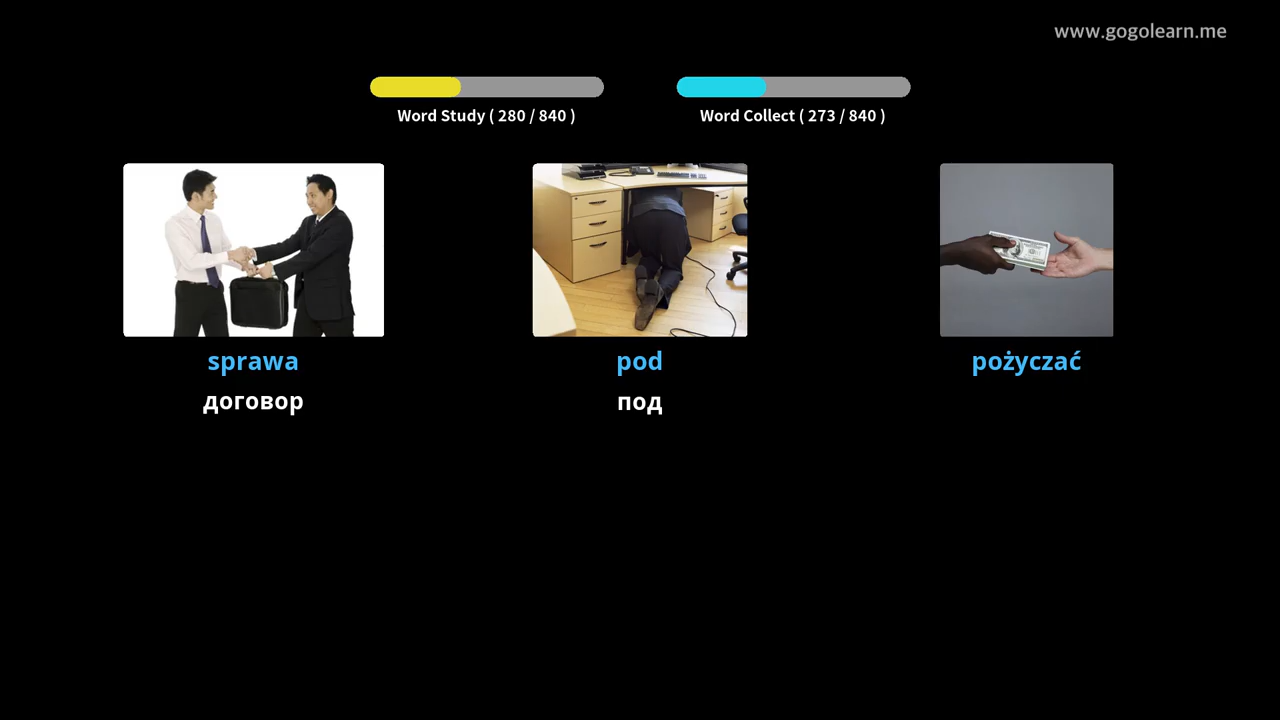 www.gogolearn.me
Word Study ( 280 / 840 )
Word Collect ( 273 / 840 )
sprawa
pod
pożyczać
договор
под